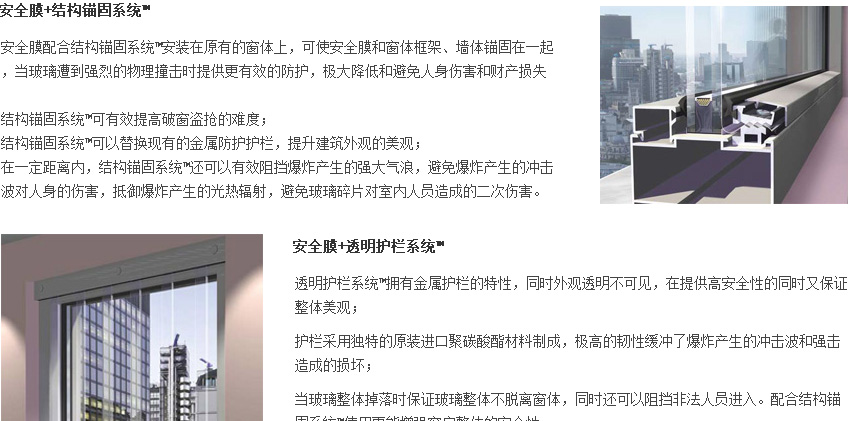 安全膜+结构锚固系统™
安全膜配合结构锚固系统™安装在原有的窗体上，可使安全膜和窗体框架、墙体锚固在一起
，当玻璃遭到强烈的物理撞击时提供更有效的防护，极大降低和避免人身伤害和财产损失
结构锚固系统™可有效提高破窗盗抢的难度；
结构锚固系统™可以替换现有的金属防护护栏，提升建筑外观的美观；
在一定距离内，结构锚固系统™还可以有效阻挡爆炸产生的强大气浪，避免爆炸产生的冲击
波对人身的伤害，抵御爆炸产生的光热辐射，避免玻璃碎片对室内人员造成的二次伤害。
安全膜+透明护栏系统™
透明护栏系统™拥有金属护栏的特性，同时外观透明不可见，在提供高安全性的同时又保证
整体美观；
护栏采用独特的原装进口聚碳酸酯材料制成，极高的韧性缓冲了爆炸产生的冲击波和强击
造成的损坏；
当玻璃整体掉落时保证玻璃整体不脱离窗体，同时还可以阻挡非法人员进入。配合结构锚